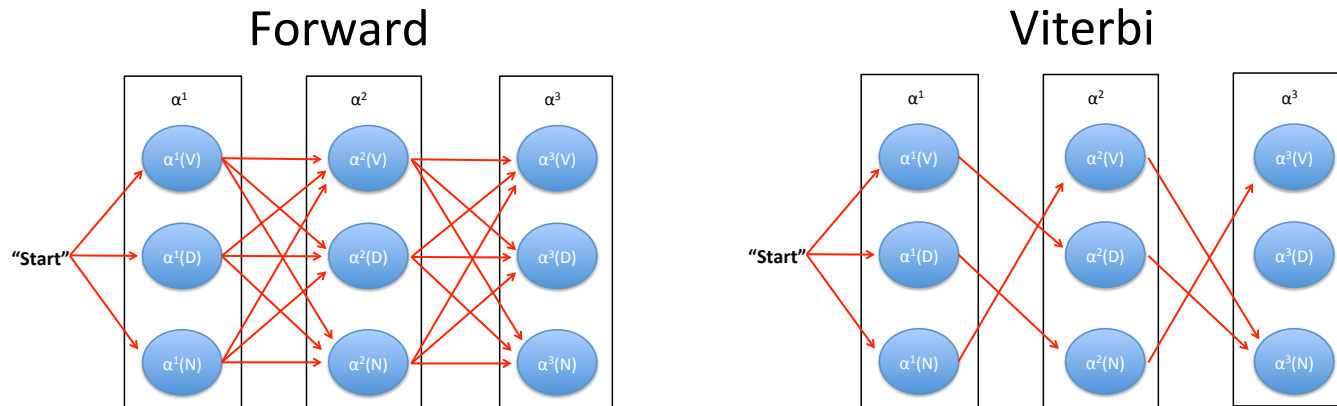 Forward
Viterbi
α¹ α² α³
α¹ α² α³
α¹(V) α²(V) α³(V)
α¹(V) α²(V) α³(V)
“Start” α¹(D) α²(D) α³(D)
“Start” α¹(D) α²(D) α³(D)
α¹(N) α²(N) α³(N)
α¹(N) α²(N) α³(N)